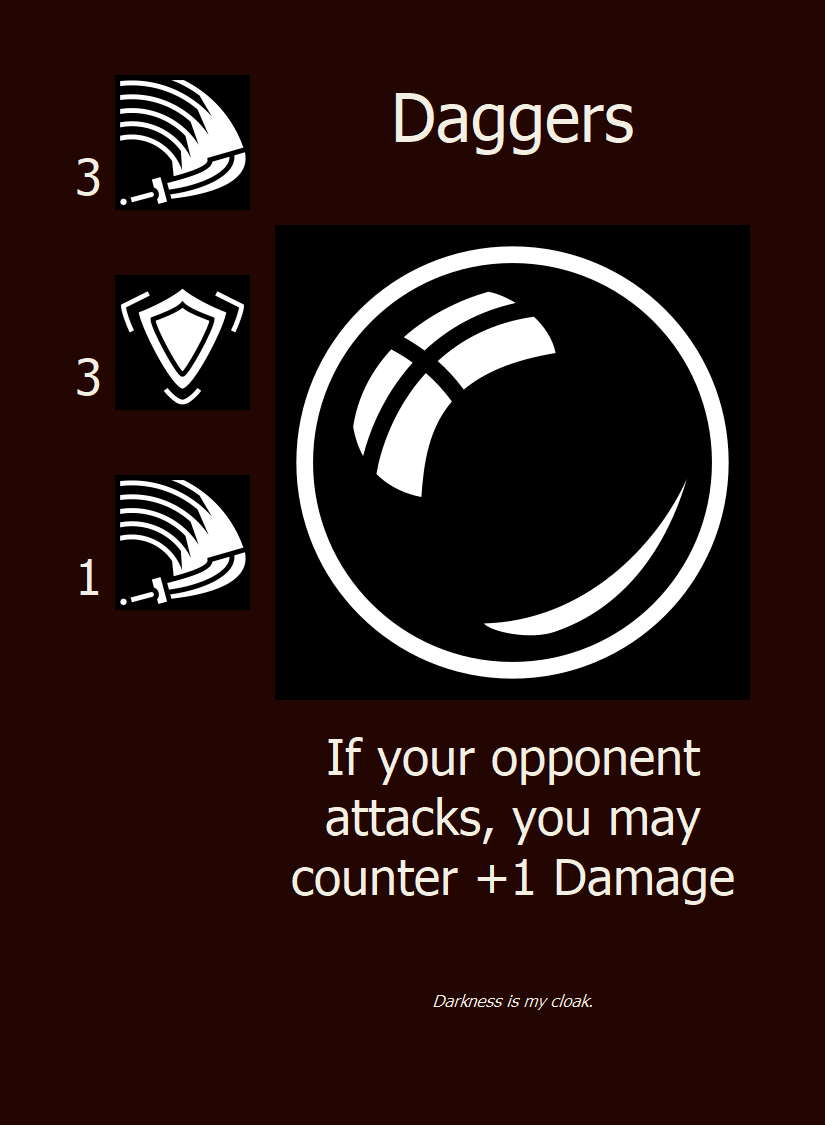 Daggers
3
3
1
If your opponent
attacks, you may
counter +1 Damage
Darkness is my cloak.